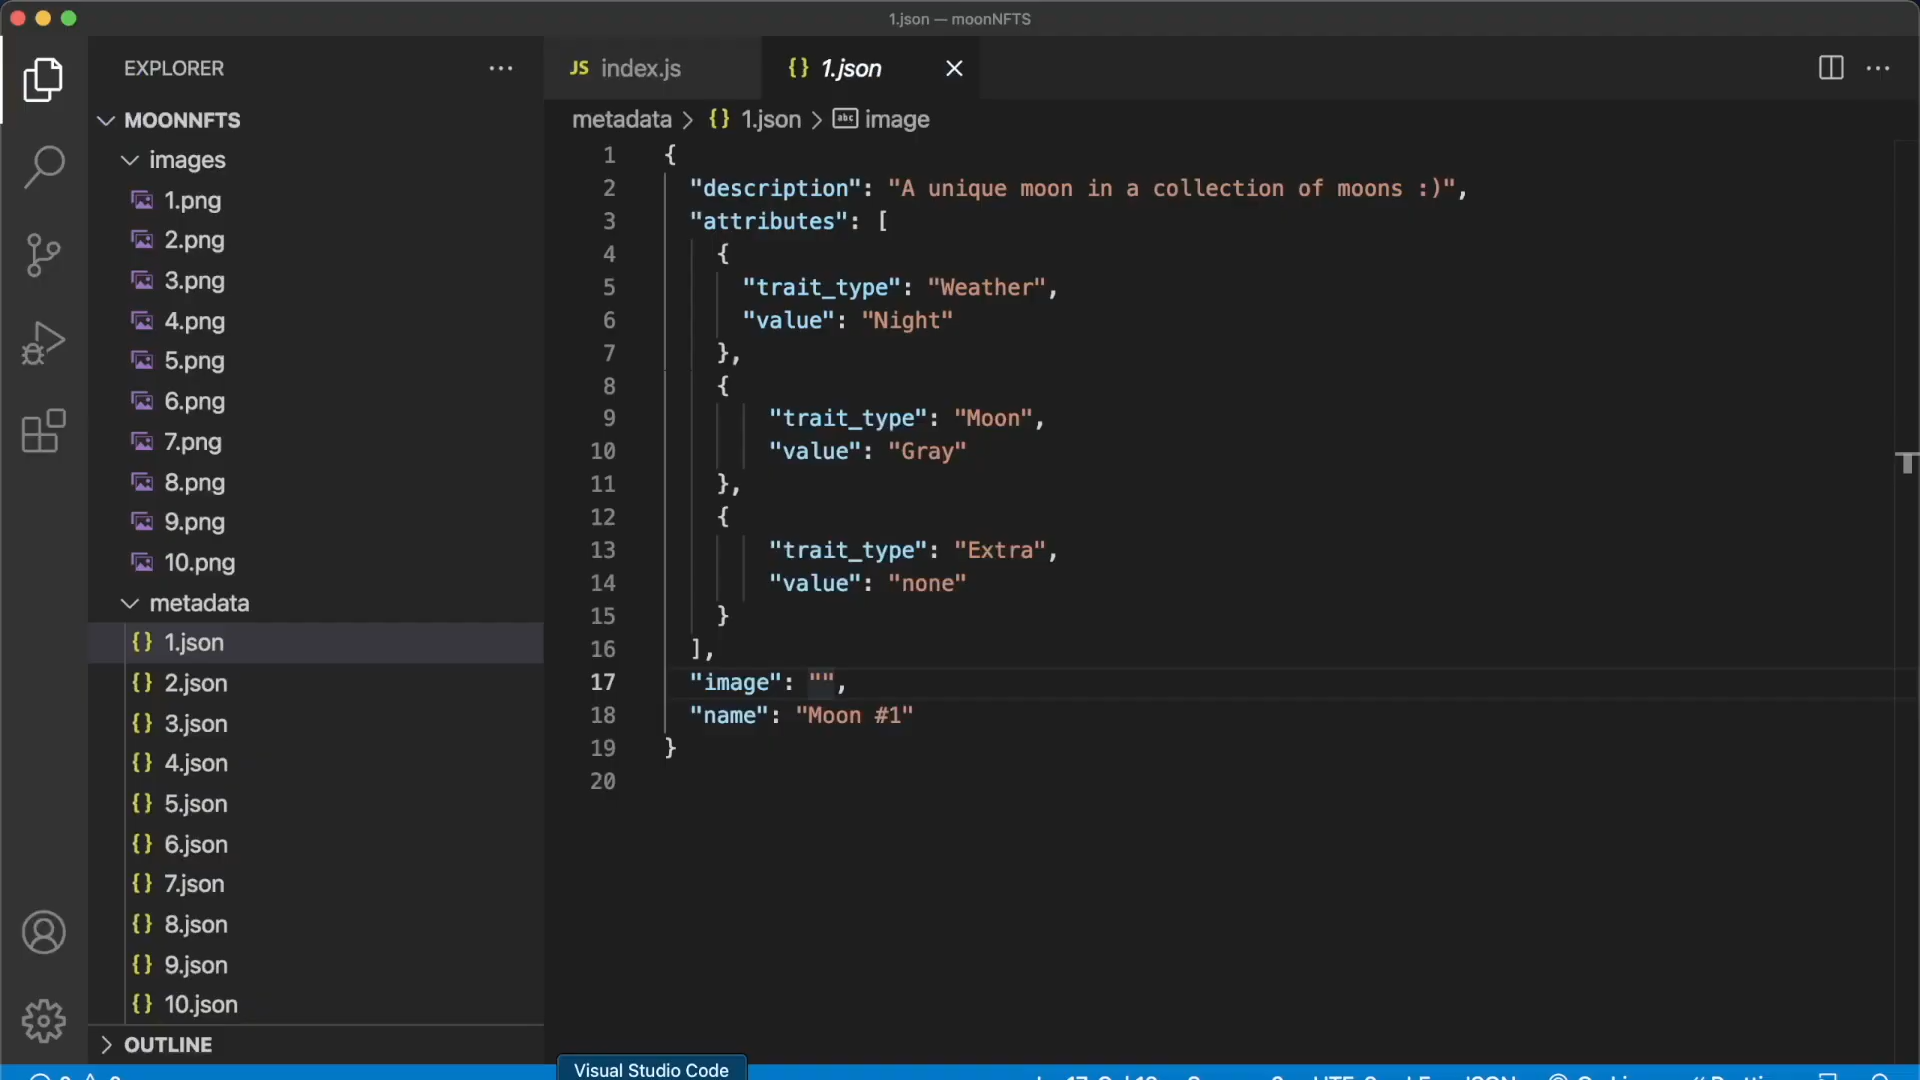 1.json — moonNFTS
EXPLORER
JS index.js
{} 1.json
MOONNFTS
metadata > {} 1.json > abc image
images
1.png
2.png
3.png
4.png
5.png
6.png
7.png
8.png
9.png
10.png
metadata
{} 1.json
{} 2.json
{} 3.json
{} 4.json
{} 5.json
{} 6.json
{} 7.json
{} 8.json
{} 9.json
{} 10.json
OUTLINE
1 {
2 "description": "A unique moon in a collection of moons :)",
3 "attributes": [
4 {
5 "trait_type": "Weather",
6 "value": "Night"
7 },
8 {
9 "trait_type": "Moon",
10 "value": "Gray"
11 },
12 {
13 "trait_type": "Extra",
14 "value": "none"
15 }
16 ],
17 "image": "",
18 "name": "Moon #1"
19 }
20
Visual Studio Code